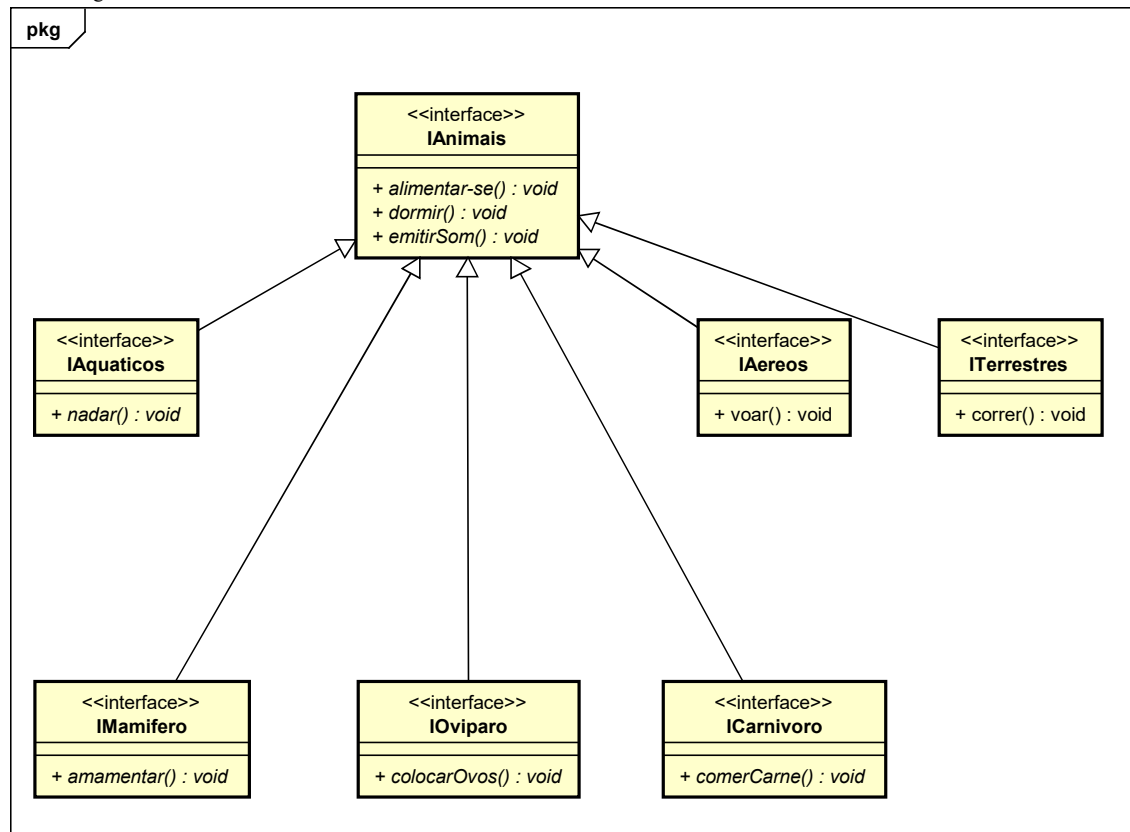 pkg
<<interface>>
IAnimais
+ alimentar-se() : void
+ dormir() : void
+ emitirSom() : void
<<interface>>
IAquaticos
+ nadar() : void
<<interface>>
IAereos
+ voar() : void
<<interface>>
ITerrestres
+ correr() : void
<<interface>>
IMamifero
+ amamentar() : void
<<interface>>
IOviparo
+ colocarOvos() : void
<<interface>>
ICarnivoro
+ comerCarne() : void